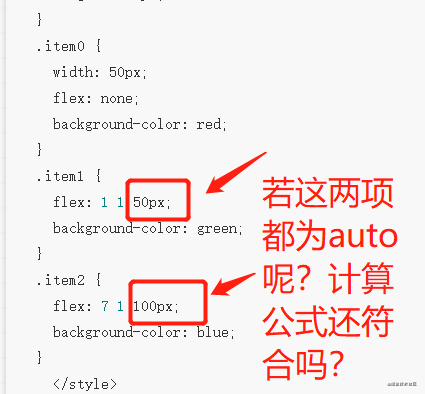 }
.item0 {
width: 50px;
flex: none;
background-color: red;
}
.item1 {
flex: 1 1 50px;
background-color: green;
}
.item2 {
flex: 7 1 100px;
background-color: blue;
}
</style>
若这两项
都为auto
呢？计算
公式还符
合吗？